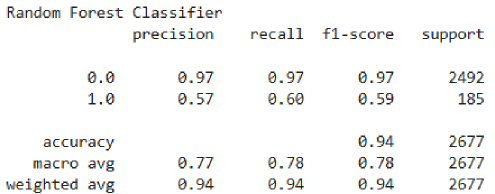 Random Forest Classifier
precision recall f1-score support
0.0 0.97 0.97 0.97 2492
1.0 0.57 0.60 0.59 185
accuracy 0.94 2677
macro avg 0.77 0.78 0.78 2677
weighted avg 0.94 0.94 0.94 2677